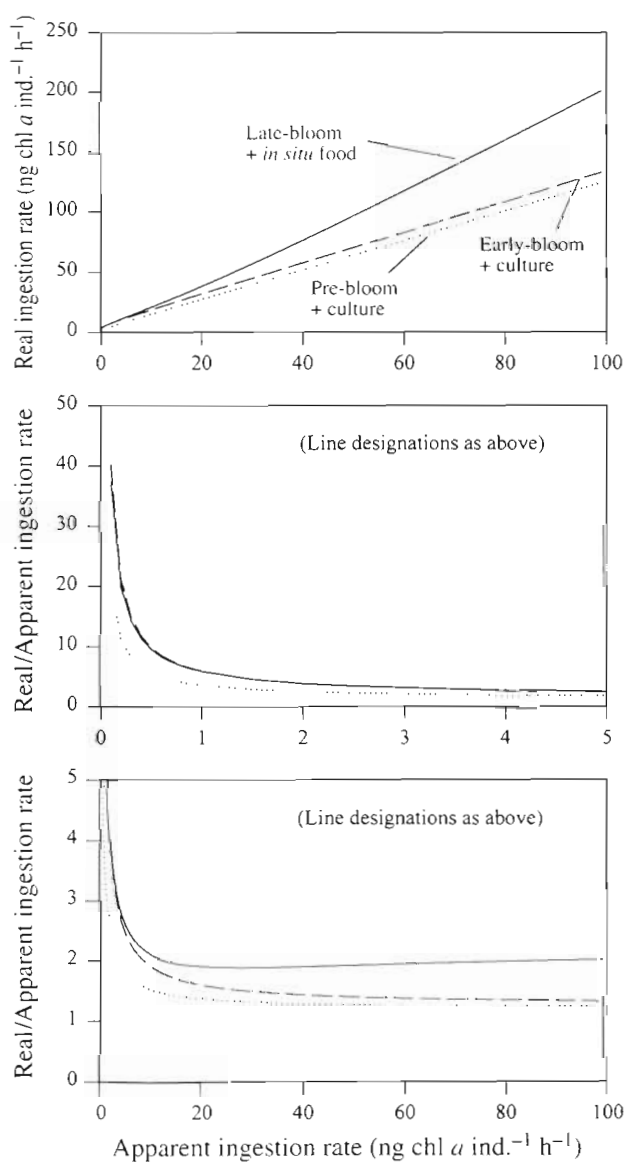 Real ingestion rate (ng chl a ind.⁻¹ h⁻¹)
250
200
150
100
50
0
Late-bloom
+ in situ food
Early-bloom
+ culture
Pre-bloom
+ culture
0 20 40 60 80 100
Real/Apparent ingestion rate
50
40
30
20
10
0
(Line designations as above)
0 1 2 3 4 5
Real/Apparent ingestion rate
5
4
3
2
1
0
(Line designations as above)
0 20 40 60 80 100
Apparent ingestion rate (ng chl a ind.⁻¹ h⁻¹)